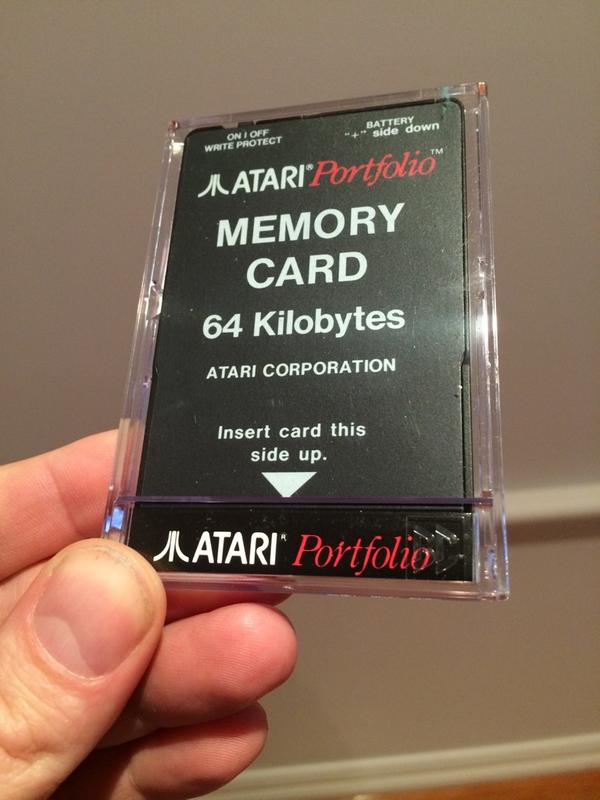 ON | OFF
WRITE PROTECT
BATTERY
"+" side down
ATARI® Portfolio™
MEMORY
CARD
64 Kilobytes
ATARI CORPORATION
Insert card this
side up.
ATARI® Portfolio